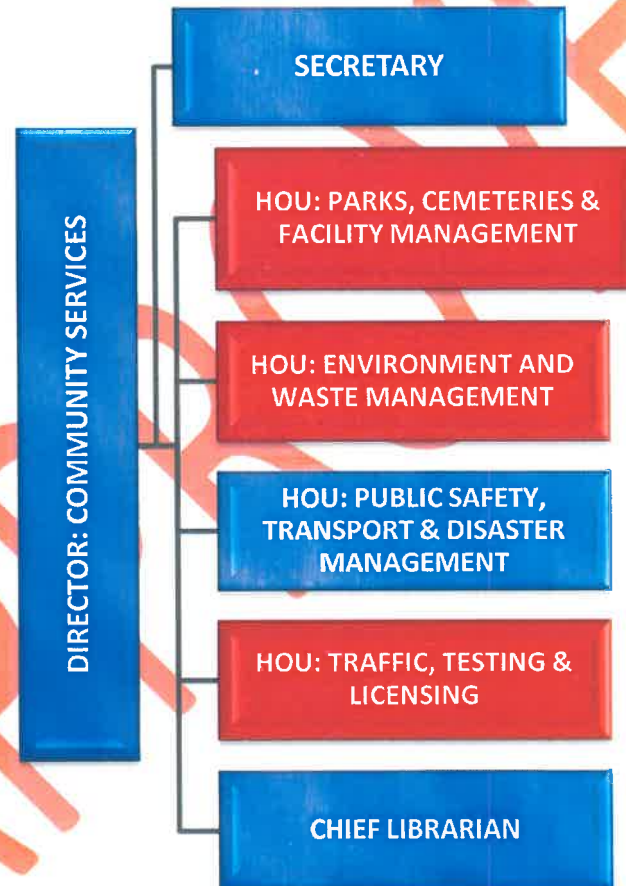 SECRETARY
DIRECTOR: COMMUNITY SERVICES
HOU: PARKS, CEMETERIES &
FACILITY MANAGEMENT
HOU: ENVIRONMENT AND
WASTE MANAGEMENT
HOU: PUBLIC SAFETY,
TRANSPORT & DISASTER
MANAGEMENT
HOU: TRAFFIC, TESTING &
LICENSING
CHIEF LIBRARIAN